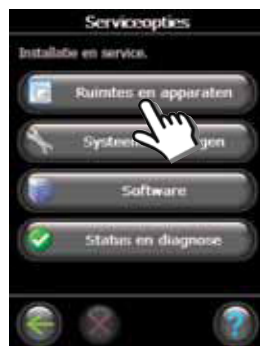 Serviceopties
Installatie en service.
Ruimtes en apparaten
Software
Status en diagnose